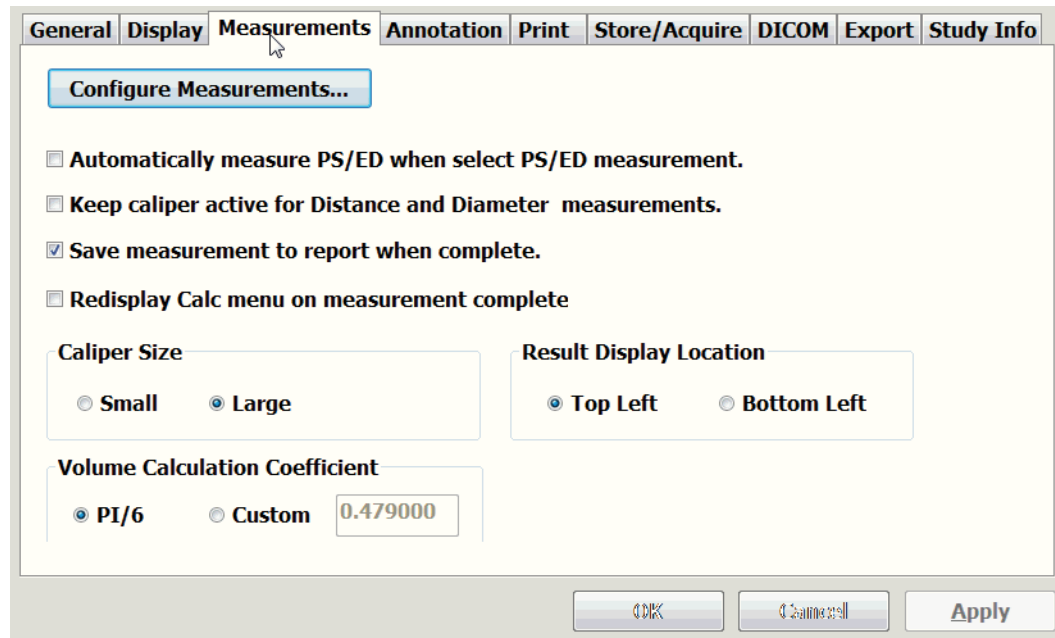 General Display Measurements Annotation Print Store/Acquire DICOM Export Study Info
Configure Measurements...
Automatically measure PS/ED when select PS/ED measurement.
Keep caliper active for Distance and Diameter measurements.
Save measurement to report when complete.
Redisplay Calc menu on measurement complete
Caliper Size
Small Large
Result Display Location
Top Left Bottom Left
Volume Calculation Coefficient
PI/6 Custom 0.479000
OK Cancel Apply